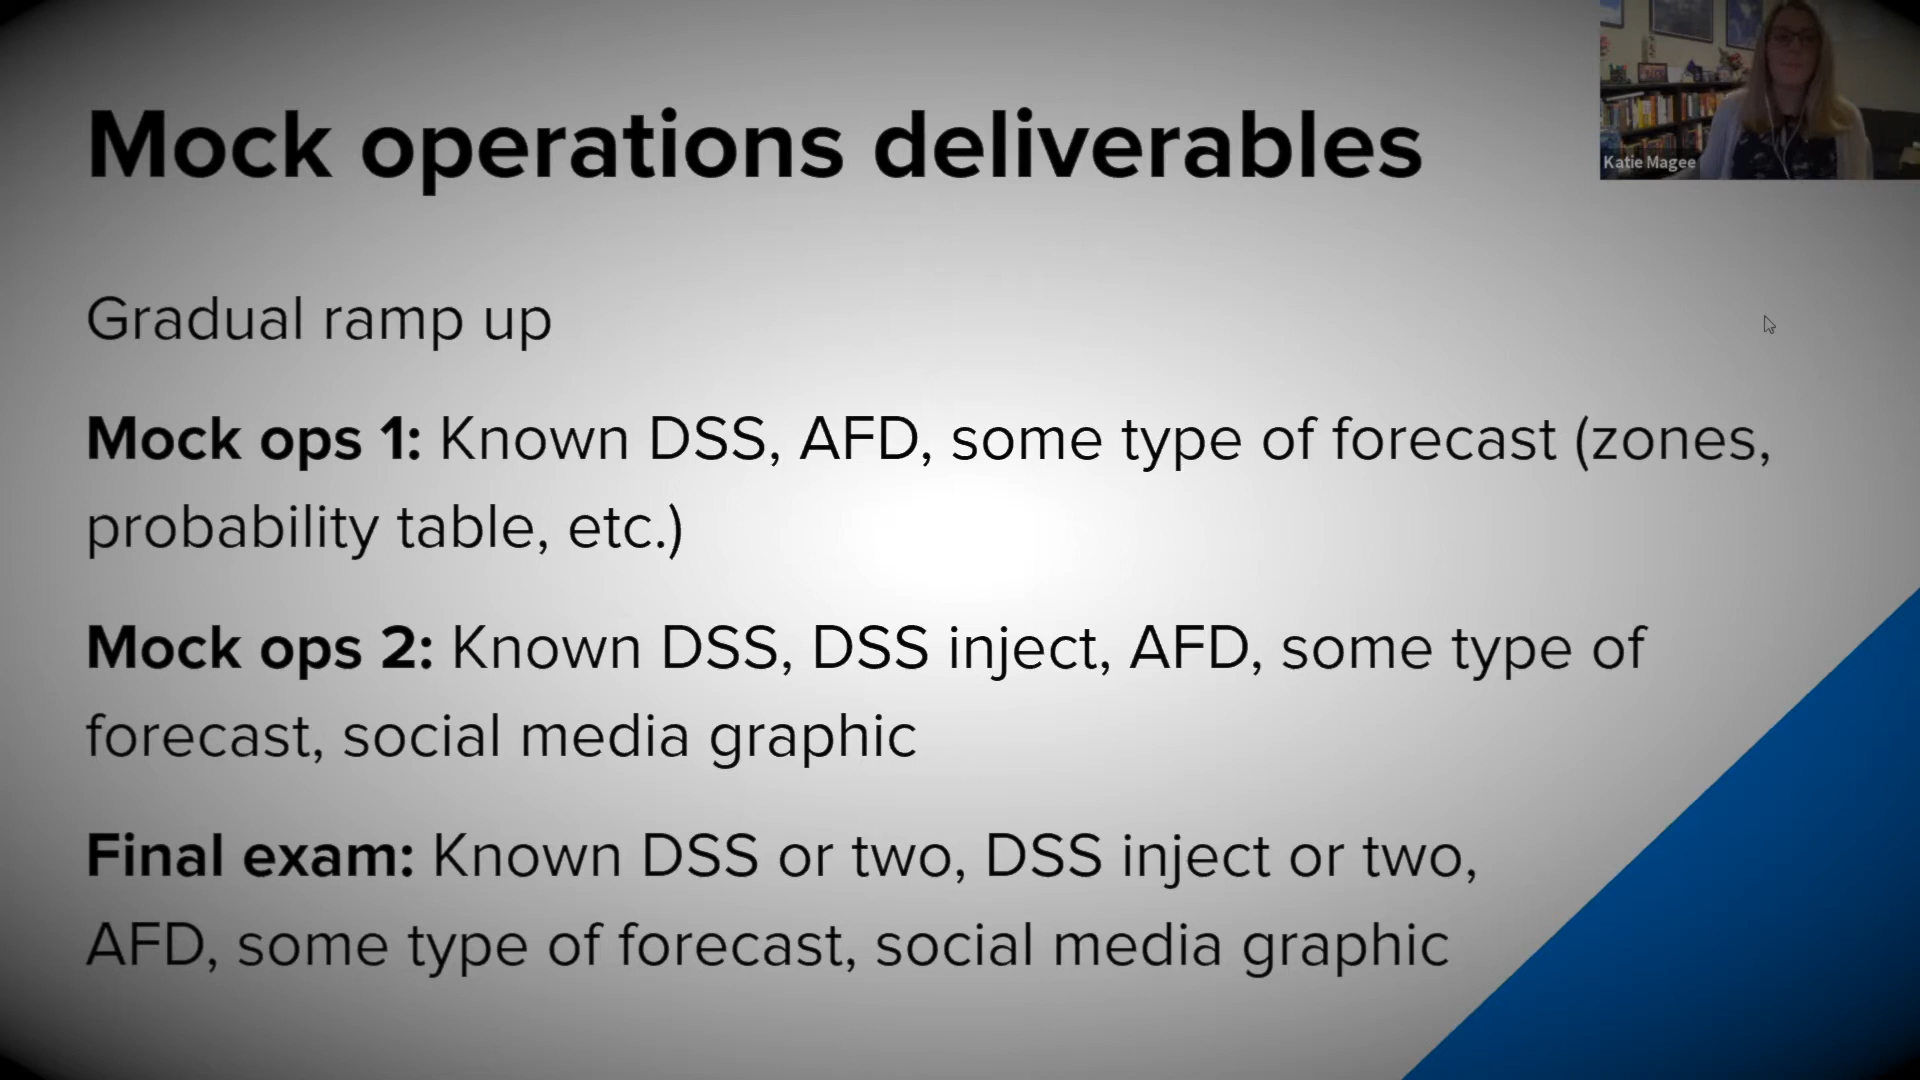 Mock operations deliverables
Katie Magee
Gradual ramp up
Mock ops 1: Known DSS, AFD, some type of forecast (zones,
probability table, etc.)
Mock ops 2: Known DSS, DSS inject, AFD, some type of
forecast, social media graphic
Final exam: Known DSS or two, DSS inject or two,
AFD, some type of forecast, social media graphic